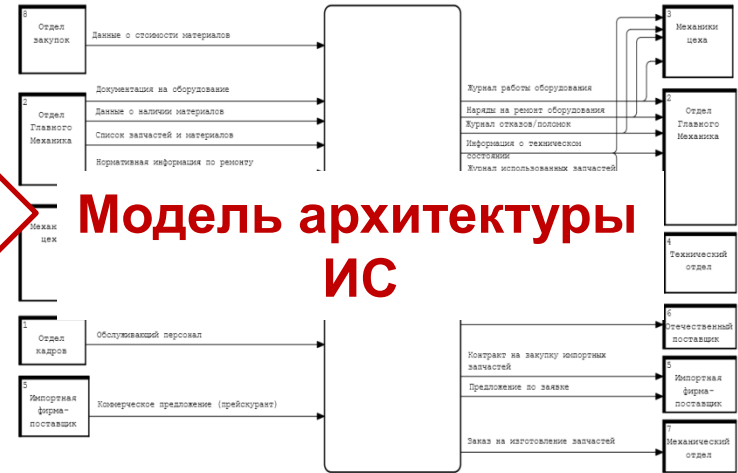 8
Отдел
закупок
Данные о стоимости материалов
3
Механики
цеха
Документация на оборудование
Журнал работы оборудования
2
Отдел
Главного
Механика
Данные о наличии материалов
Наряды на ремонт оборудования
2
Отдел
Главного
Механика
Список запчастей и материалов
Журнал отказов/поломок
Нормативная информация по ремонту
Информация о техническом
состоянии
Журнал использованных запчастей
Модель архитектуры
ИС
4
Технический
отдел
1
Отдел
кадров
Обслуживающий персонал
6
Отечественный
поставщик
Контракт на закупку импортных
запчастей
Предложение по заявке
5
Импортная
фирма-
поставщик
5
Импортная
фирма-
поставщик
Коммерческое предложение (прейскурант)
Заказ на изготовление запчастей
7
Механический
отдел